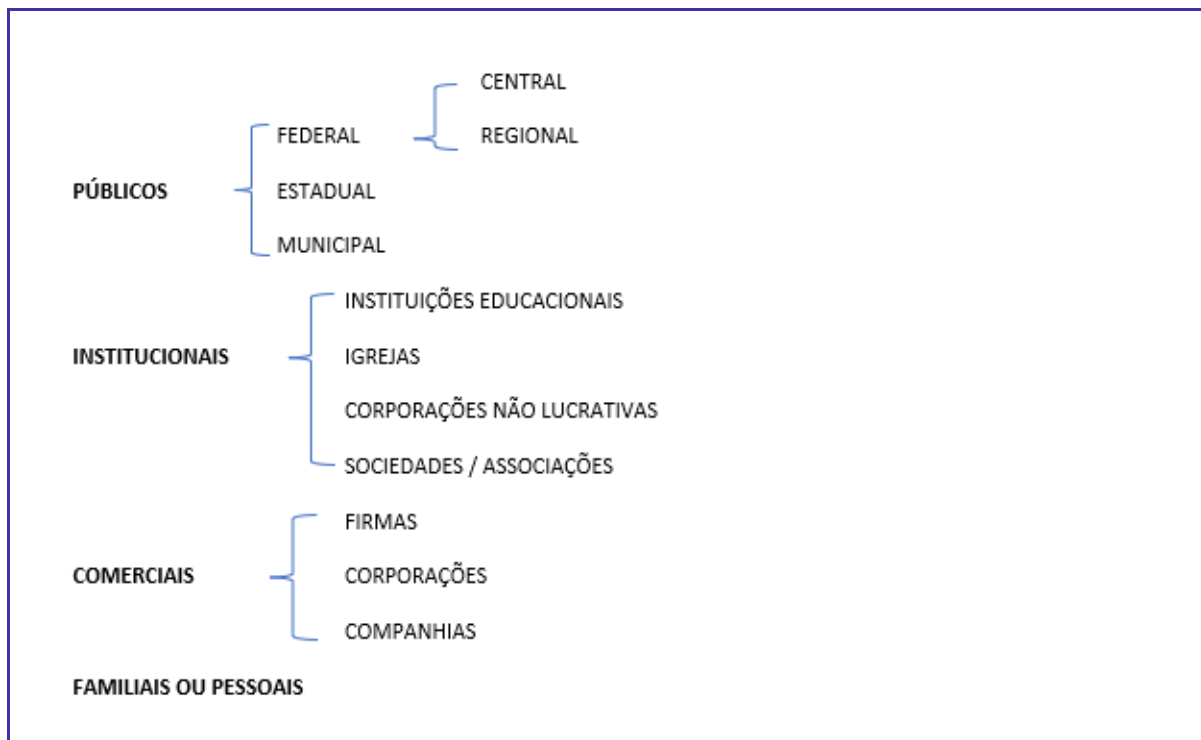 CENTRAL
FEDERAL REGIONAL
PÚBLICOS ESTADUAL
MUNICIPAL
INSTITUIÇÕES EDUCACIONAIS
INSTITUCIONAIS IGREJAS
CORPORAÇÕES NÃO LUCRATIVAS
SOCIEDADES / ASSOCIAÇÕES
FIRMAS
COMERCIAIS CORPORAÇÕES
COMPANHIAS
FAMILIAIS OU PESSOAIS